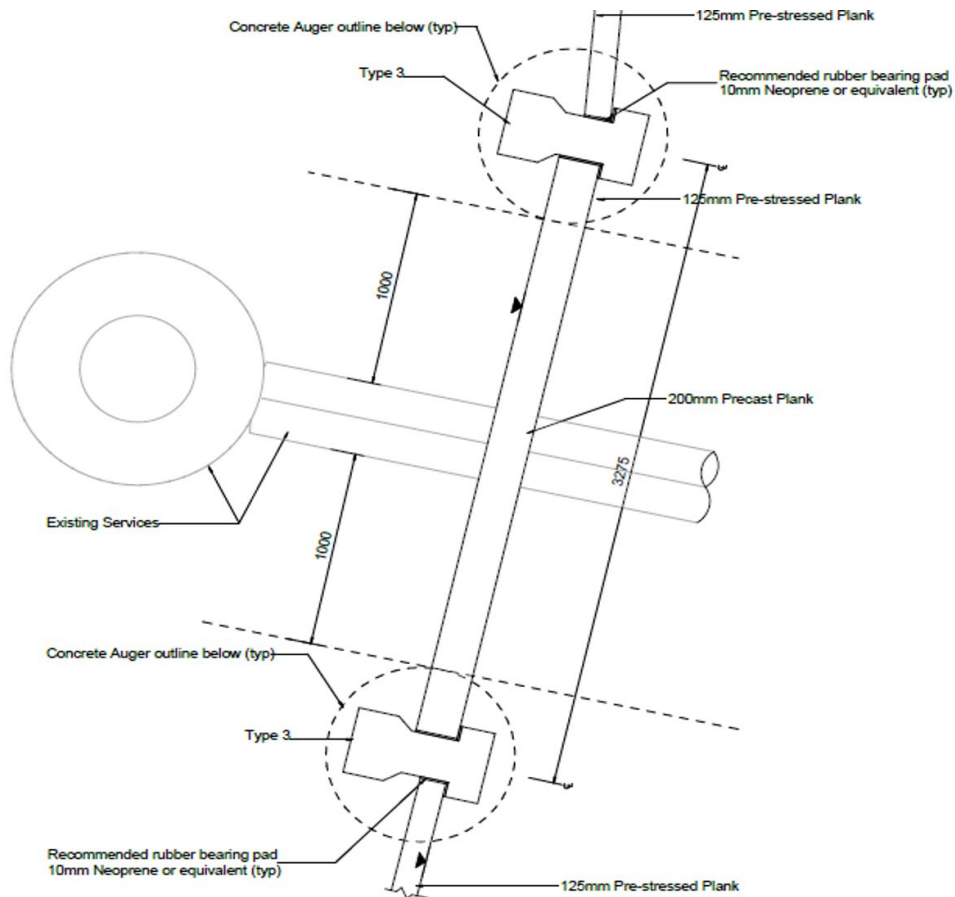 125mm Pre-stressed Plank
Concrete Auger outline below (typ)
Type 3
Recommended rubber bearing pad
10mm Neoprene or equivalent (typ)
125mm Pre-stressed Plank
1000
200mm Precast Plank
3275
Existing Services
1000
Concrete Auger outline below (typ)
Type 3
Recommended rubber bearing pad
10mm Neoprene or equivalent (typ)
125mm Pre-stressed Plank